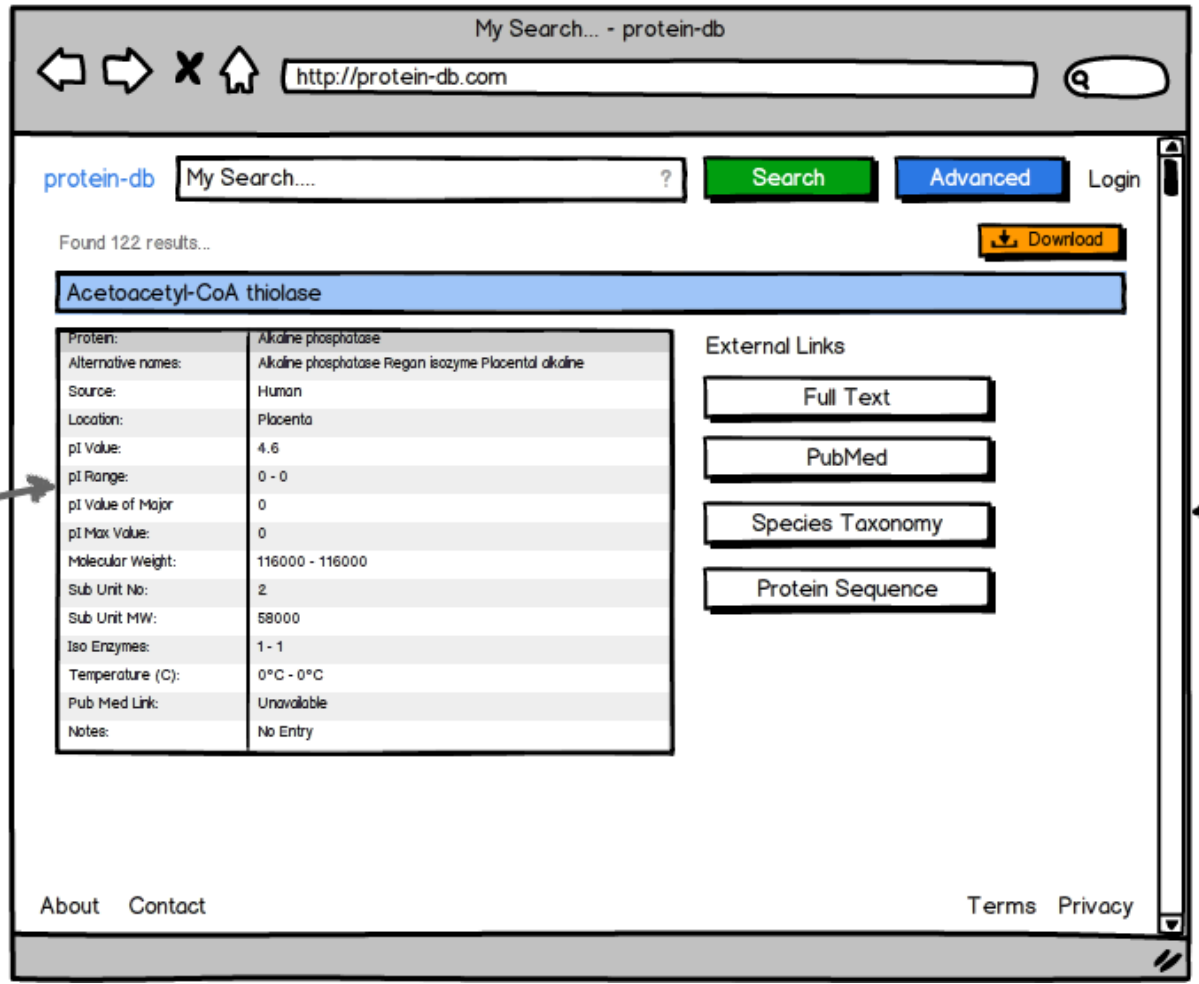 My Search... - protein-db
http://protein-db.com
protein-db My Search.... ? Search Advanced Login
Found 122 results... Download
Acetoacetyl-CoA thiolase
Protein: Alkaline phosphatase
Alternative names: Alkaline phosphatase Regan isozyme Placental alkaline
Source: Human
Location: Placenta
pI Value: 4.6
pI Range: 0 - 0
pI Value of Major 0
pI Max Value: 0
Molecular Weight: 116000 - 116000
Sub Unit No: 2
Sub Unit MW: 58000
Iso Enzymes: 1 - 1
Temperature (C): 0°C - 0°C
Pub Med Link: Unavailable
Notes: No Entry
External Links
Full Text
PubMed
Species Taxonomy
Protein Sequence
About Contact Terms Privacy